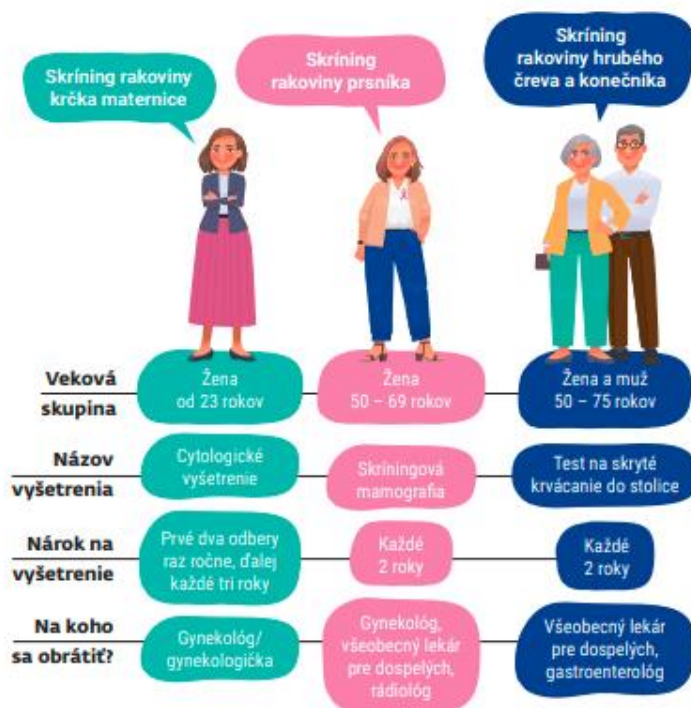 Skríning rakoviny
krčka maternice
Skríning
rakoviny prsníka
Skríning
rakoviny hrubého
čreva a konečníka
Veková
skupina
Žena
od 23 rokov
Žena
50 – 69 rokov
Žena a muž
50 – 75 rokov
Názov
vyšetrenia
Cytologické
vyšetrenie
Skríningová
mamografia
Test na skryté
krvácanie do stolice
Nárok na
vyšetrenie
Prvé dva odbery
raz ročne, ďalej
každé tri roky
Každé
2 roky
Každé
2 roky
Na koho
sa obrátiť?
Gynekológ/
gynekologička
Gynekológ,
všeobecný lekár
pre dospelých,
rádiológ
Všeobecný lekár
pre dospelých,
gastroenterológ